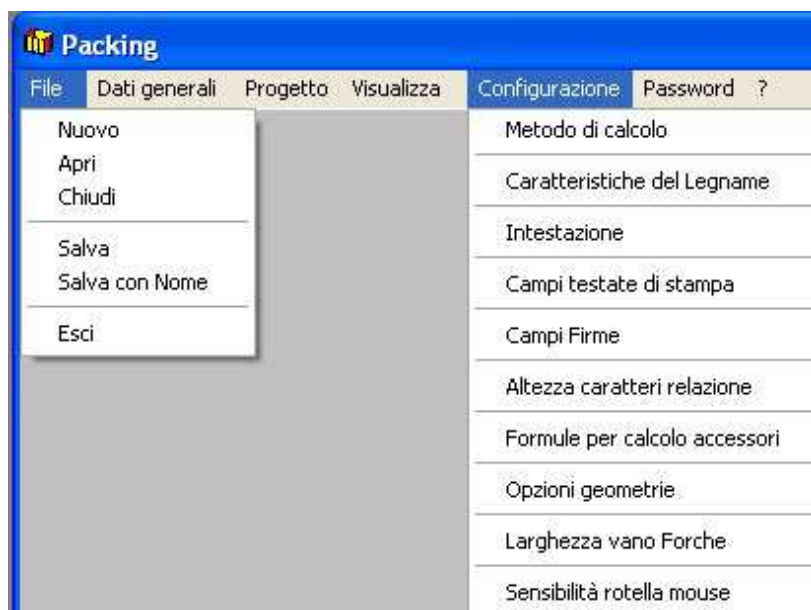 Packing
File Dati generali Progetto Visualizza Configurazione Password ?
Nuovo
Apri
Chiudi
Salva
Salva con Nome
Esci
Metodo di calcolo
Caratteristiche del Legname
Intestazione
Campi testate di stampa
Campi Firme
Altezza caratteri relazione
Formule per calcolo accessori
Opzioni geometrie
Larghezza vano Forche
Sensibilità rotella mouse